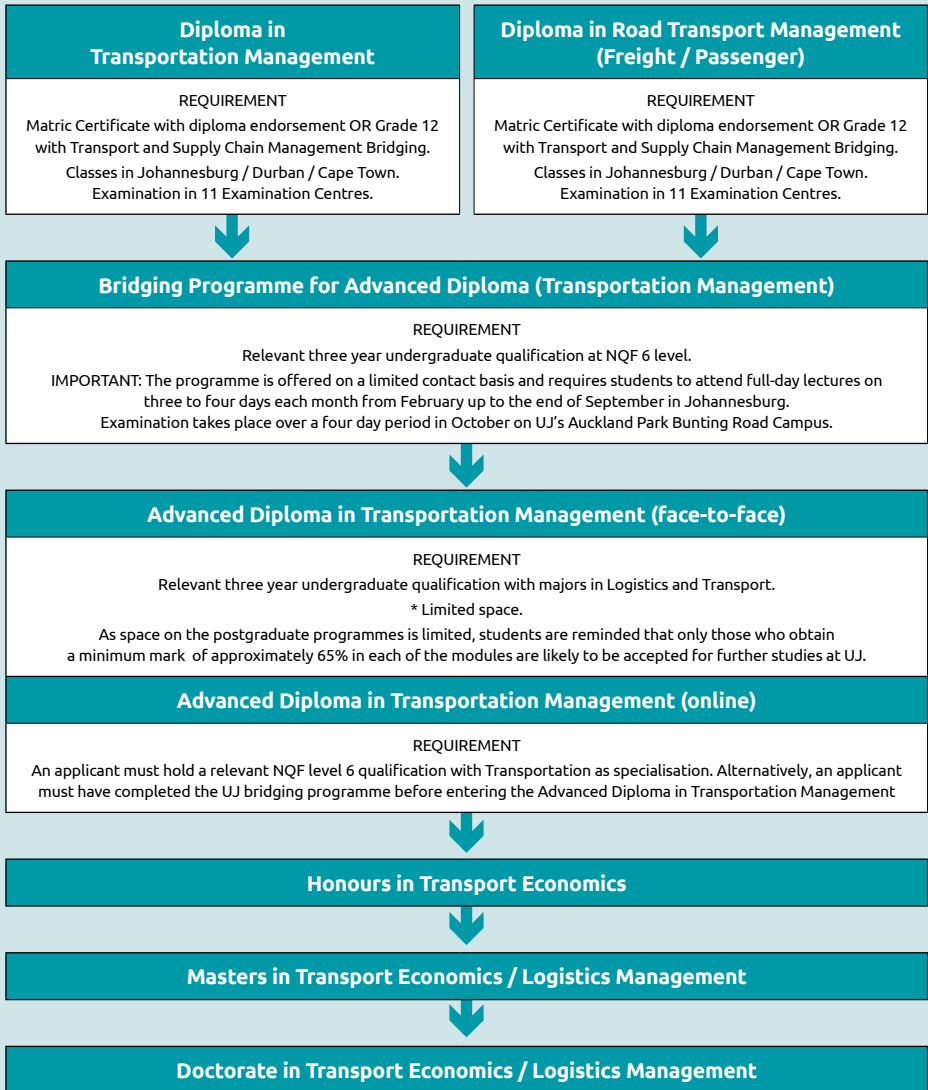 Diploma in
Transportation Management
REQUIREMENT
Matric Certificate with diploma endorsement OR Grade 12
with Transport and Supply Chain Management Bridging.
Classes in Johannesburg / Durban / Cape Town.
Examination in 11 Examination Centres.
Diploma in Road Transport Management
(Freight / Passenger)
REQUIREMENT
Matric Certificate with diploma endorsement OR Grade 12
with Transport and Supply Chain Management Bridging.
Classes in Johannesburg / Durban / Cape Town.
Examination in 11 Examination Centres.
Bridging Programme for Advanced Diploma (Transportation Management)
REQUIREMENT
Relevant three year undergraduate qualification at NQF 6 level.
IMPORTANT: The programme is offered on a limited contact basis and requires students to attend full-day lectures on
three to four days each month from February up to the end of September in Johannesburg.
Examination takes place over a four day period in October on UJ's Auckland Park Bunting Road Campus.
Advanced Diploma in Transportation Management (face-to-face)
REQUIREMENT
Relevant three year undergraduate qualification with majors in Logistics and Transport.
* Limited space.
As space on the postgraduate programmes is limited, students are reminded that only those who obtain
a minimum mark of approximately 65% in each of the modules are likely to be accepted for further studies at UJ.
Advanced Diploma in Transportation Management (online)
REQUIREMENT
An applicant must hold a relevant NQF level 6 qualification with Transportation as specialisation. Alternatively, an applicant
must have completed the UJ bridging programme before entering the Advanced Diploma in Transportation Management
Honours in Transport Economics
Masters in Transport Economics / Logistics Management
Doctorate in Transport Economics / Logistics Management